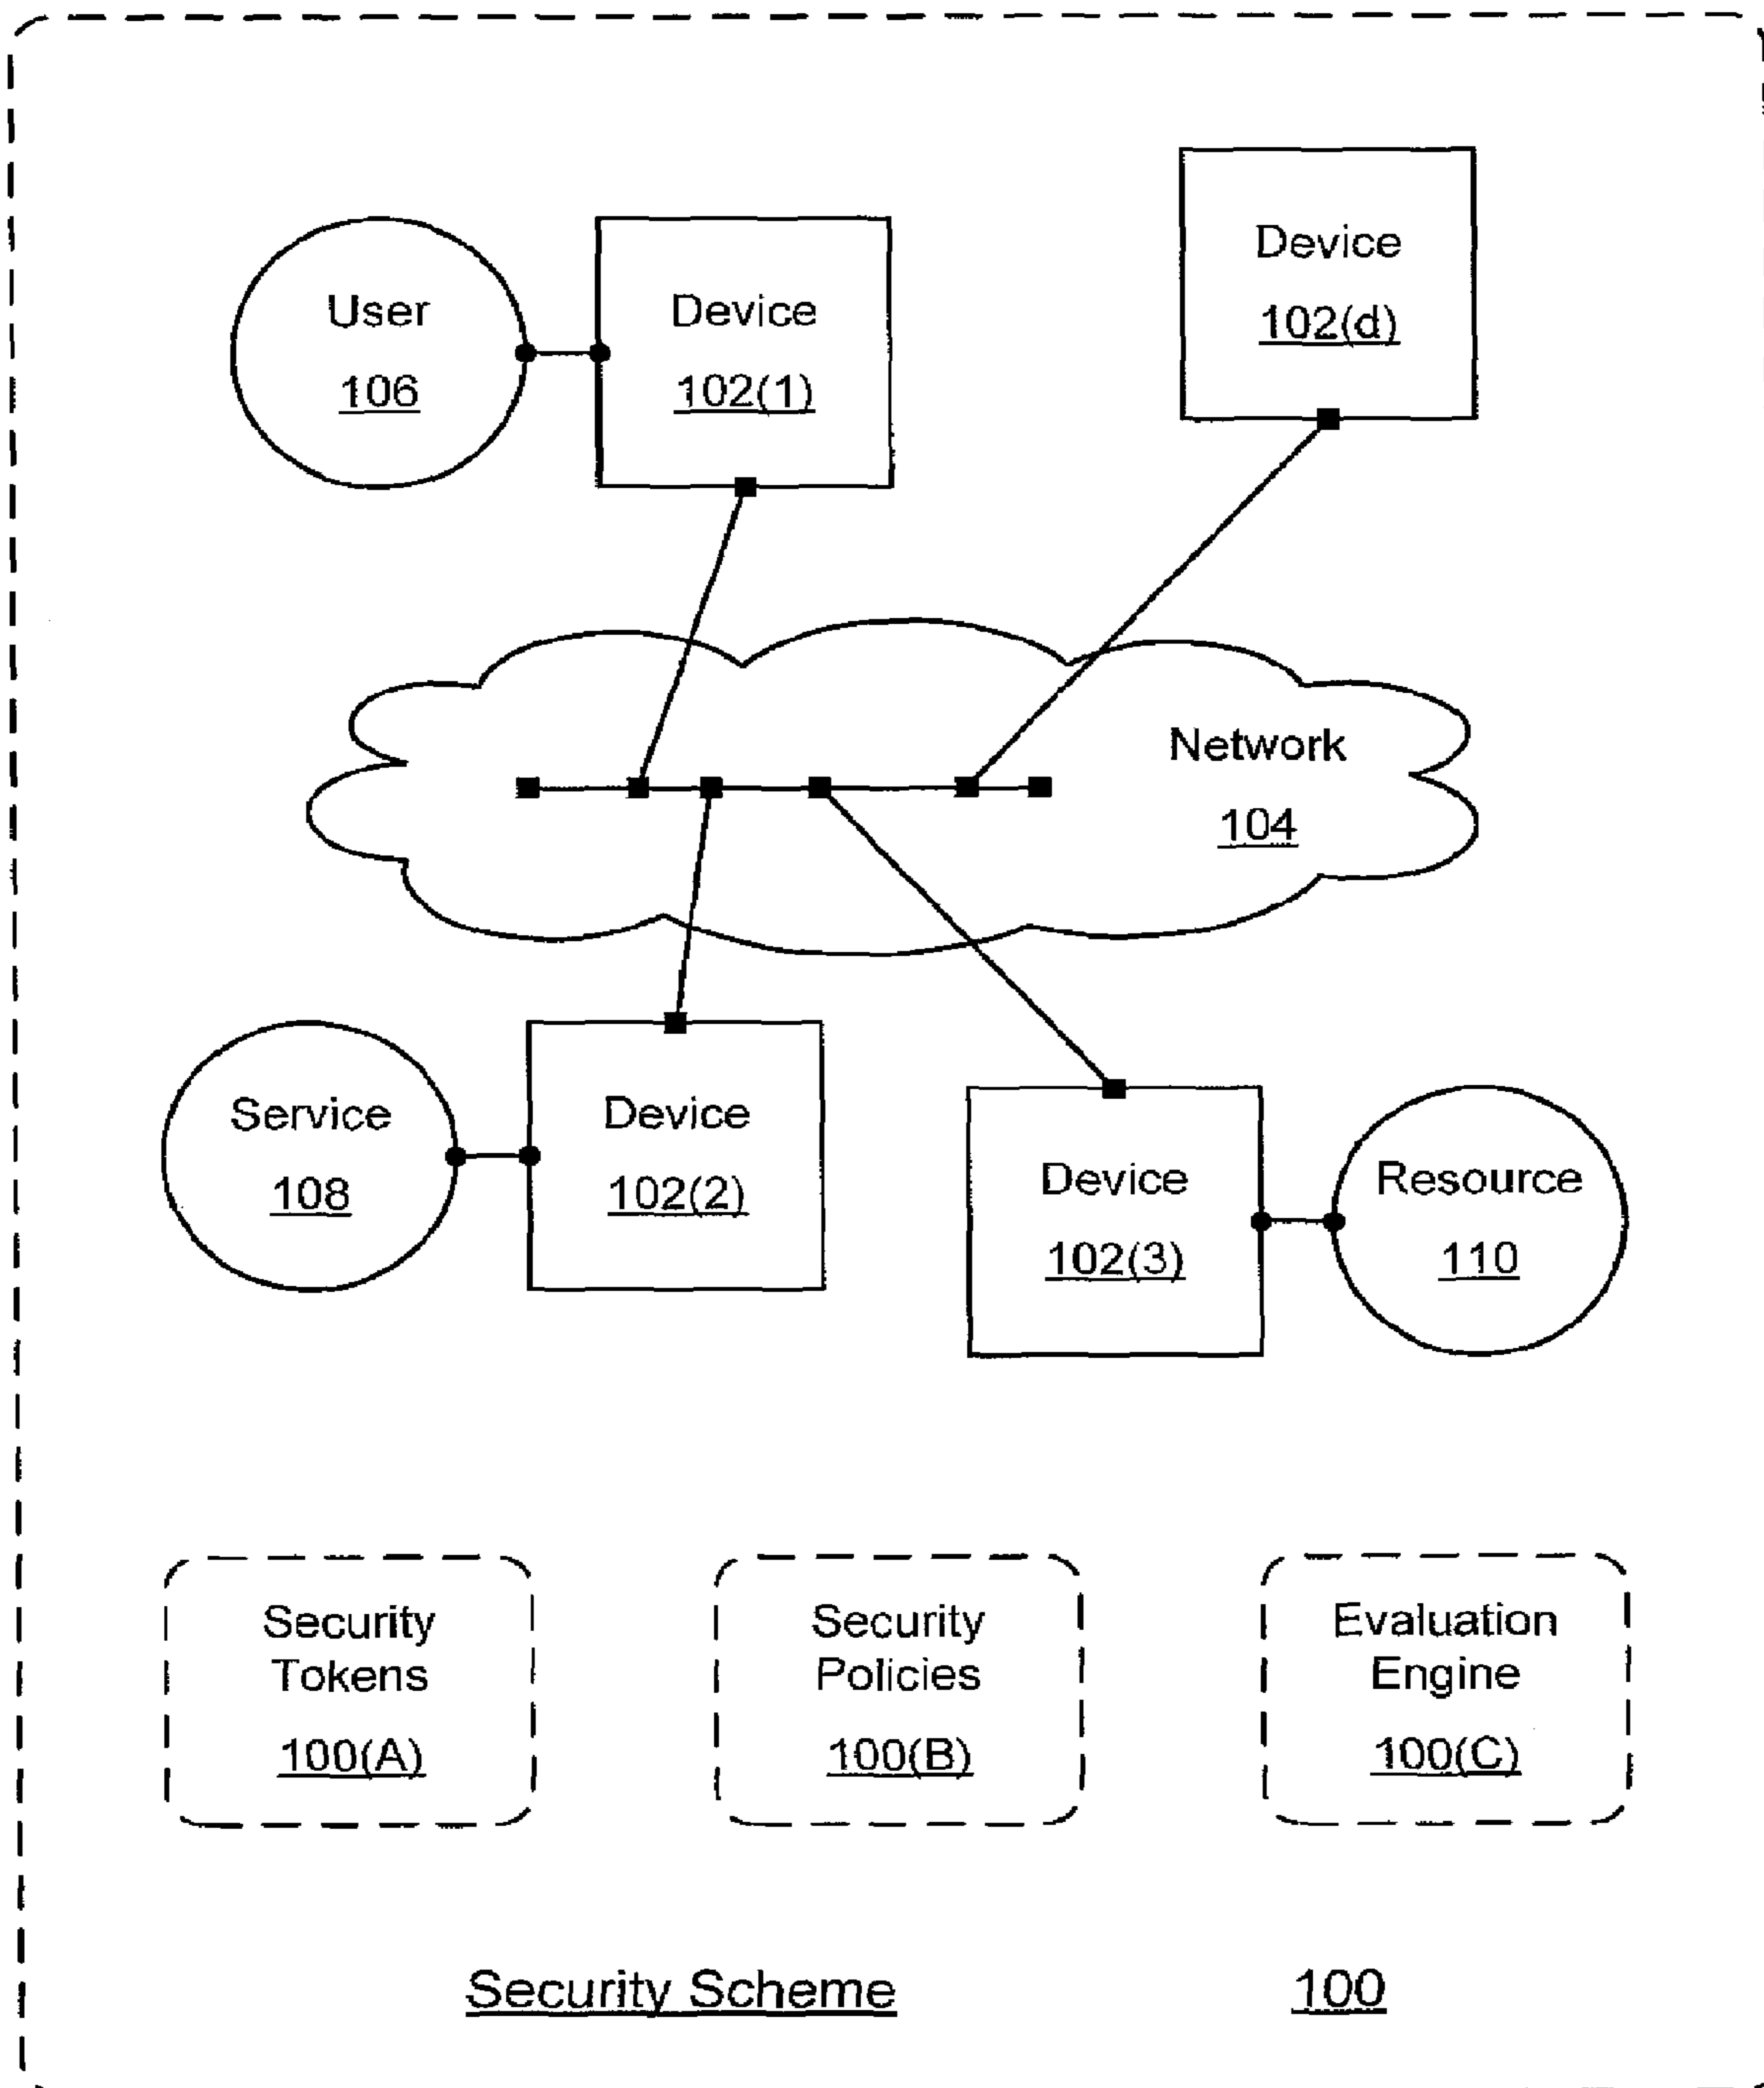 User
106
Device
102(1)
Device
102(d)
Network
104
Service
108
Device
102(2)
Device
102(3)
Resource
110
Security
Tokens
100(A)
Security
Policies
100(B)
Evaluation
Engine
100(C)
Security Scheme
100